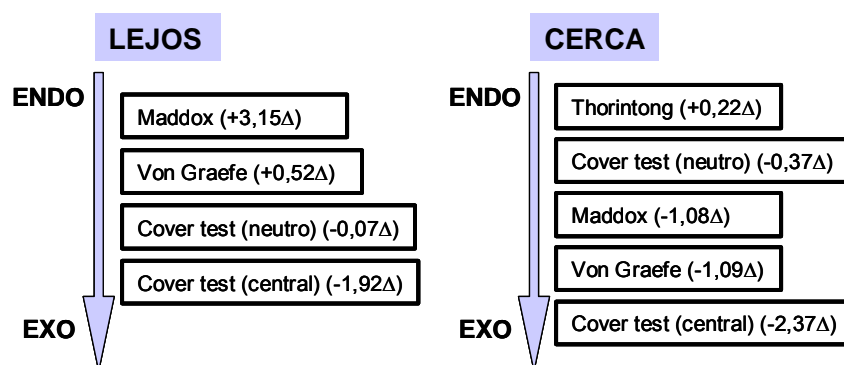 LEJOS
ENDO
Maddox (+3,15Δ)
Von Graefe (+0,52Δ)
Cover test (neutro) (-0,07Δ)
Cover test (central) (-1,92Δ)
EXO
CERCA
ENDO
Thorintong (+0,22Δ)
Cover test (neutro) (-0,37Δ)
Maddox (-1,08Δ)
Von Graefe (-1,09Δ)
Cover test (central) (-2,37Δ)
EXO